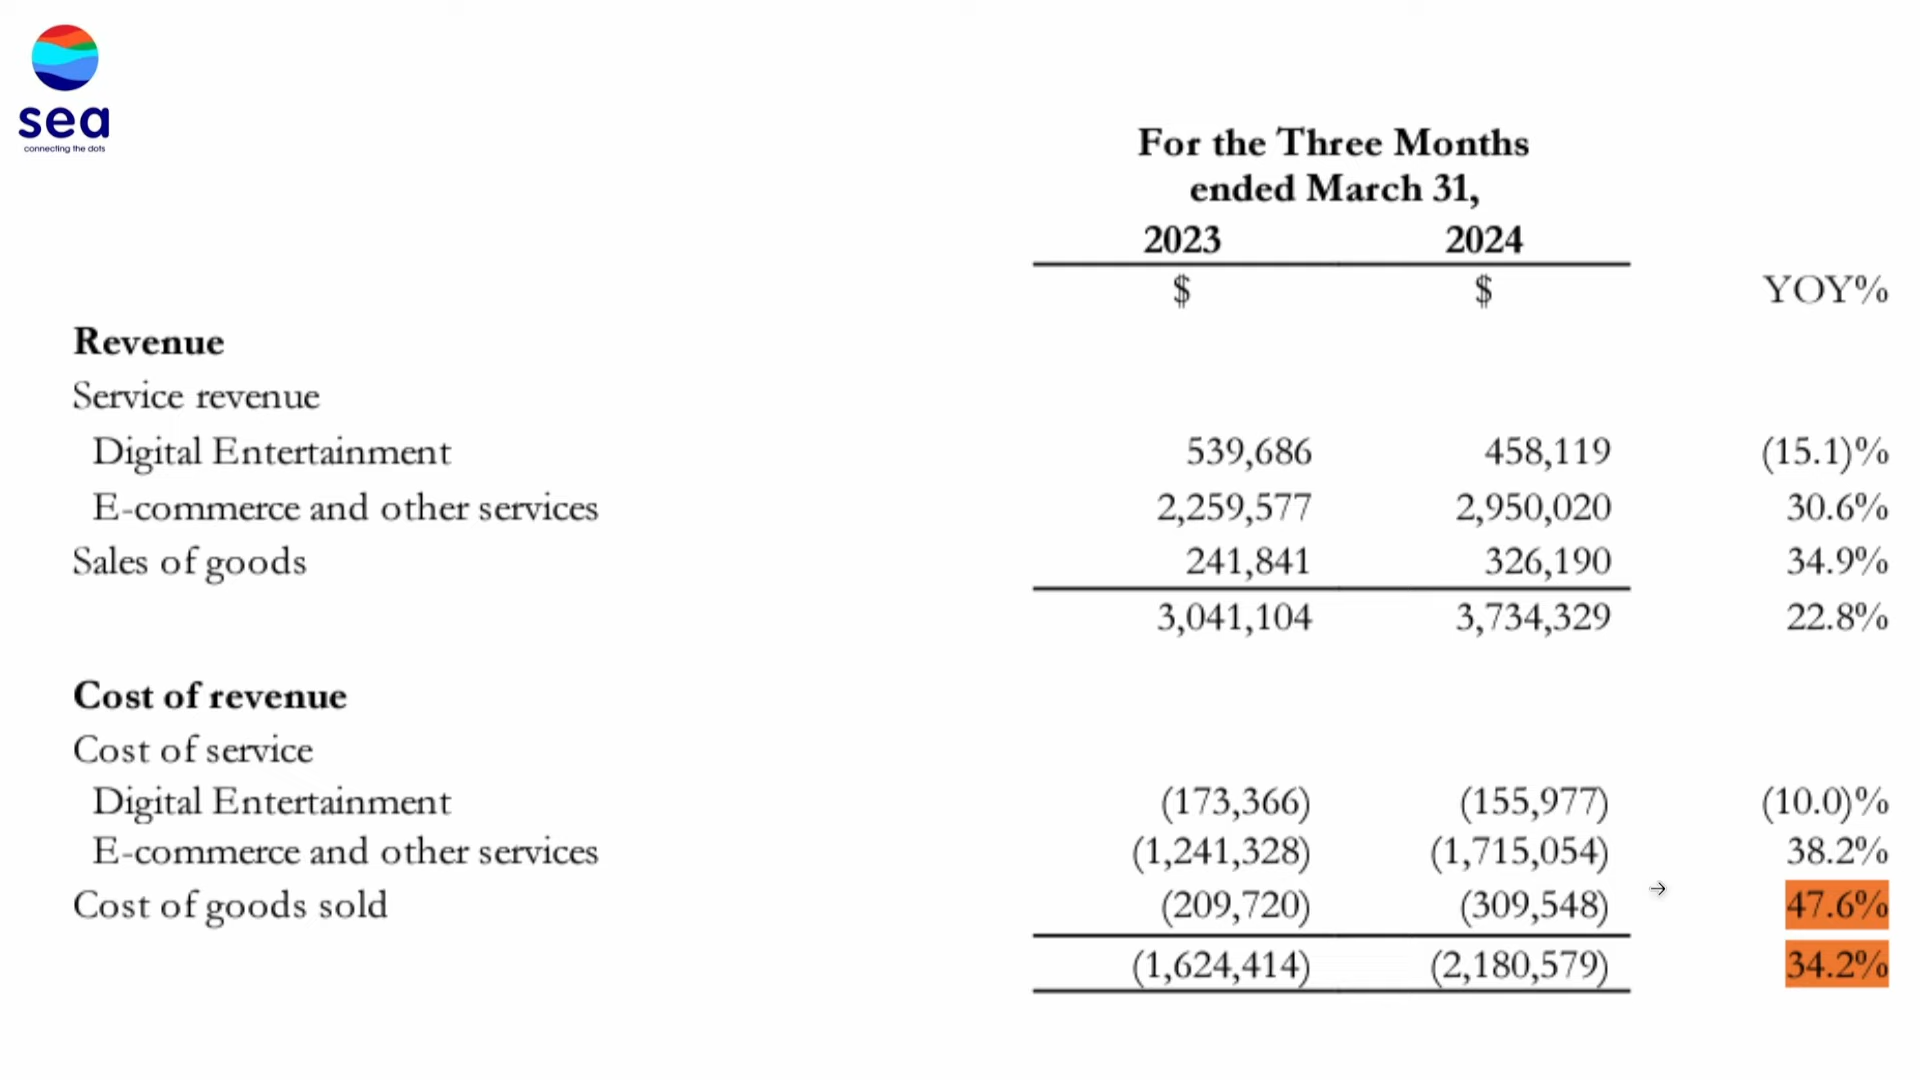 sea
connecting the dots
For the Three Months
ended March 31,
2023 2024
$ $ YOY%
Revenue
Service revenue
Digital Entertainment 539,686 458,119 (15.1)%
E-commerce and other services 2,259,577 2,950,020 30.6%
Sales of goods 241,841 326,190 34.9%
3,041,104 3,734,329 22.8%
Cost of revenue
Cost of service
Digital Entertainment (173,366) (155,977) (10.0)%
E-commerce and other services (1,241,328) (1,715,054) 38.2%
Cost of goods sold (209,720) (309,548) 47.6%
(1,624,414) (2,180,579) 34.2%